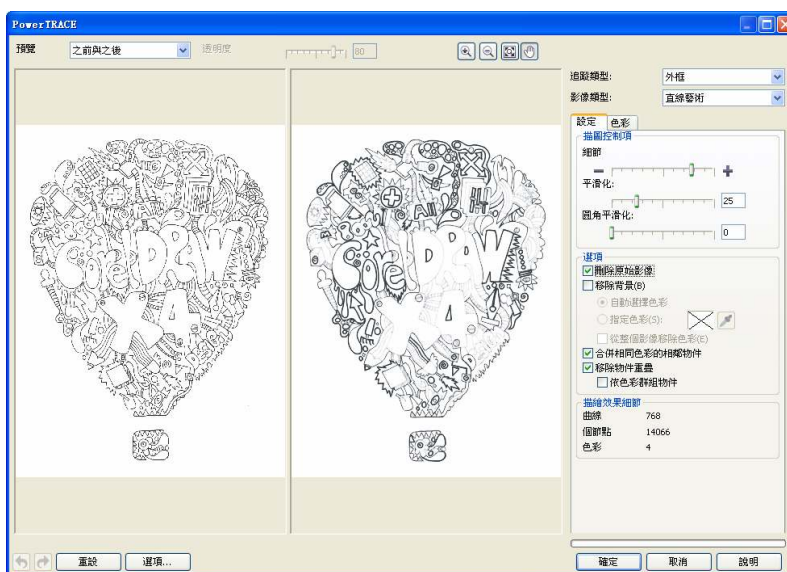 PowerTRACE
預覽 之前與之後 透明度 80
追蹤類型: 外框
影像類型: 直線藝術
設定 色彩
描圖控制項
細節
平滑化:
25
圓角平滑化:
0
選項
刪除原始影像
移除背景(B)
自動選擇色彩
指定色彩(S):
從整個影像移除色彩(E)
合併相同色彩的相鄰物件
移除物件重疊
依色彩群組物件
描繪效果細節
曲線 768
個節點 14066
色彩 4
Corel DRAW
X4
Corel DRAW
X4
重設 選項... 確定 取消 說明